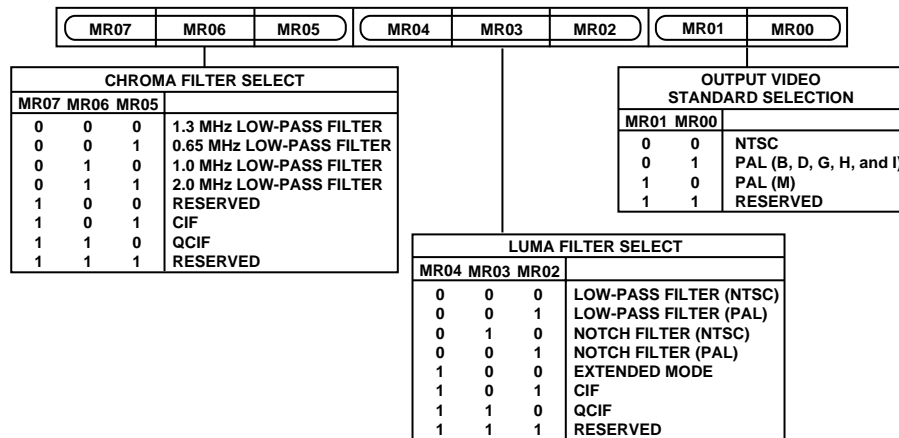 MR07 MR06 MR05 MR04 MR03 MR02 MR01 MR00
CHROMA FILTER SELECT
MR07 MR06 MR05
0 0 0 1.3 MHz LOW-PASS FILTER
0 0 1 0.65 MHz LOW-PASS FILTER
0 1 0 1.0 MHz LOW-PASS FILTER
0 1 1 2.0 MHz LOW-PASS FILTER
1 0 0 RESERVED
1 0 1 CIF
1 1 0 QCIF
1 1 1 RESERVED
OUTPUT VIDEO
STANDARD SELECTION
MR01 MR00
0 0 NTSC
0 1 PAL (B, D, G, H, and I)
1 0 PAL (M)
1 1 RESERVED
LUMA FILTER SELECT
MR04 MR03 MR02
0 0 0 LOW-PASS FILTER (NTSC)
0 0 1 LOW-PASS FILTER (PAL)
0 1 0 NOTCH FILTER (NTSC)
0 0 1 NOTCH FILTER (PAL)
1 0 0 EXTENDED MODE
1 0 1 CIF
1 1 0 QCIF
1 1 1 RESERVED